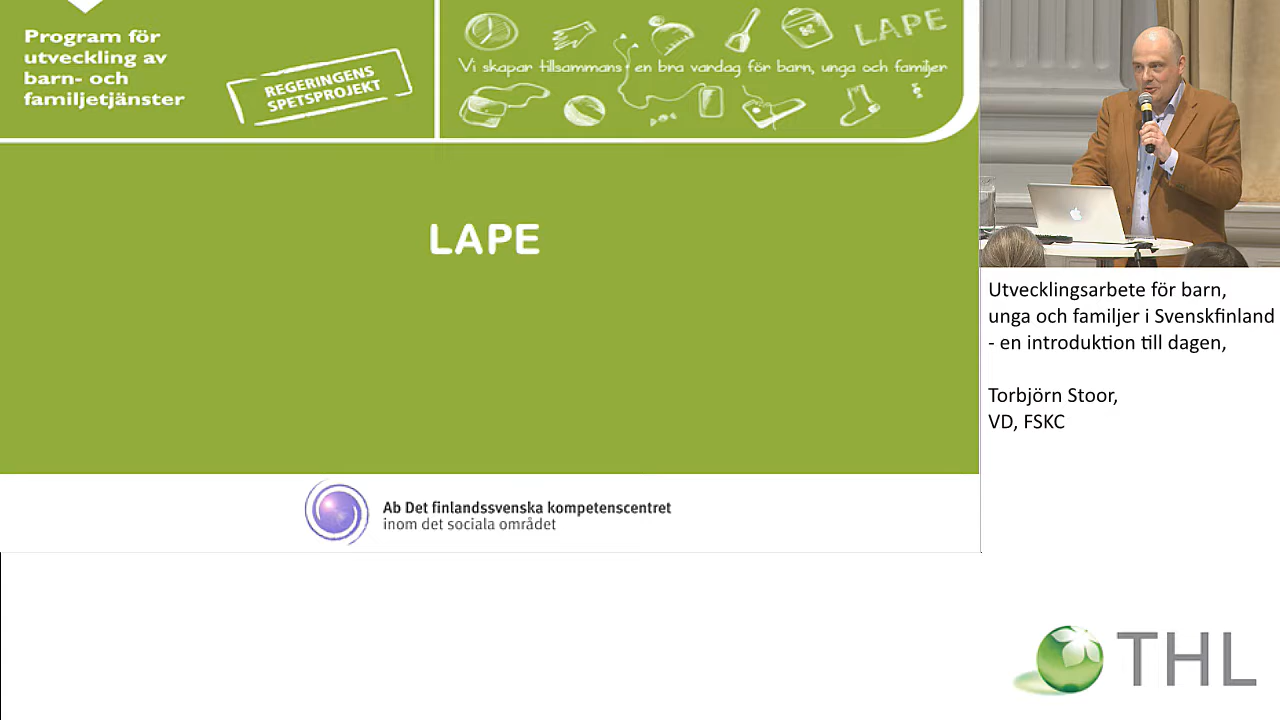 Program för
utveckling av
barn- och
familjetjänster
REGERINGENS
SPETSPROJEKT
LAPE
Vi skapar tillsammans en bra vardag för barn, unga och familjer
LAPE
Ab Det finlandssvenska kompetenscentret
inom det sociala området
Utvecklingsarbete för barn,
unga och familjer i Svenskfinland
- en introduktion till dagen,
Torbjörn Stoor,
VD, FSKC
THL